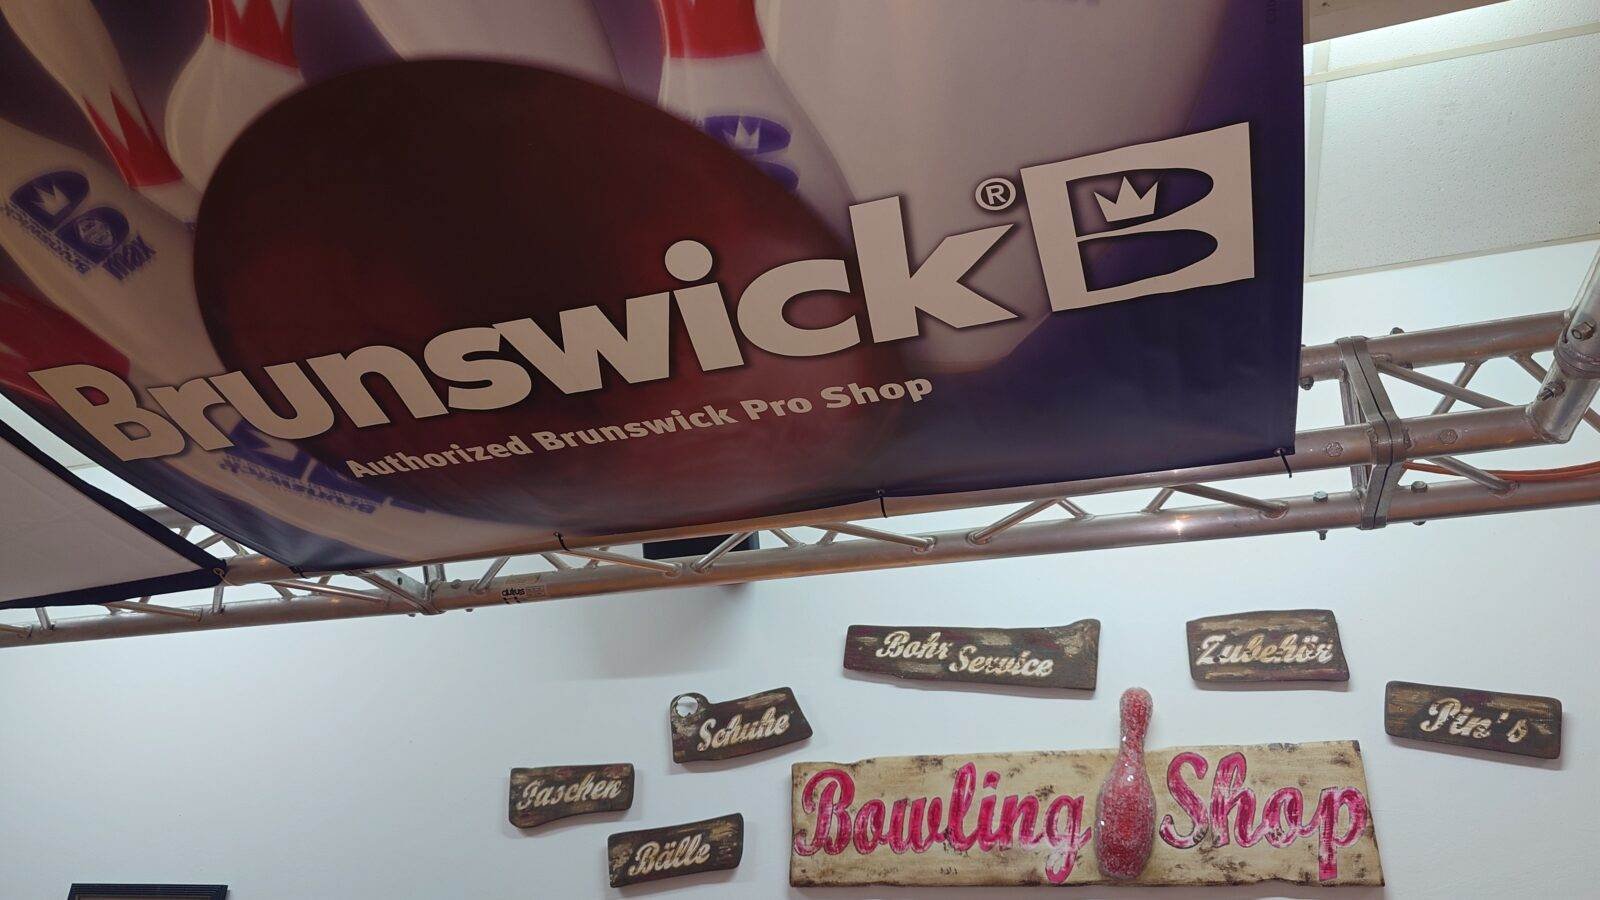 Brunswick®
B
Authorized Brunswick Pro Shop
Bohr Service
Zubehör
Pin's
Schuhe
Taschen
Bälle
Bowling Shop